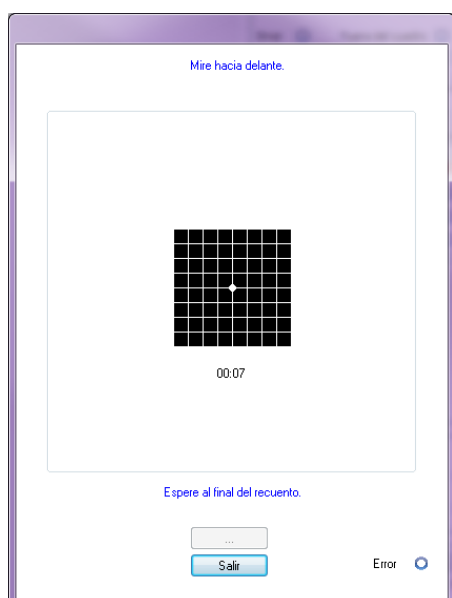 Mire hacia delante.
00:07
Espere al final del recuento.
...
Salir
Error